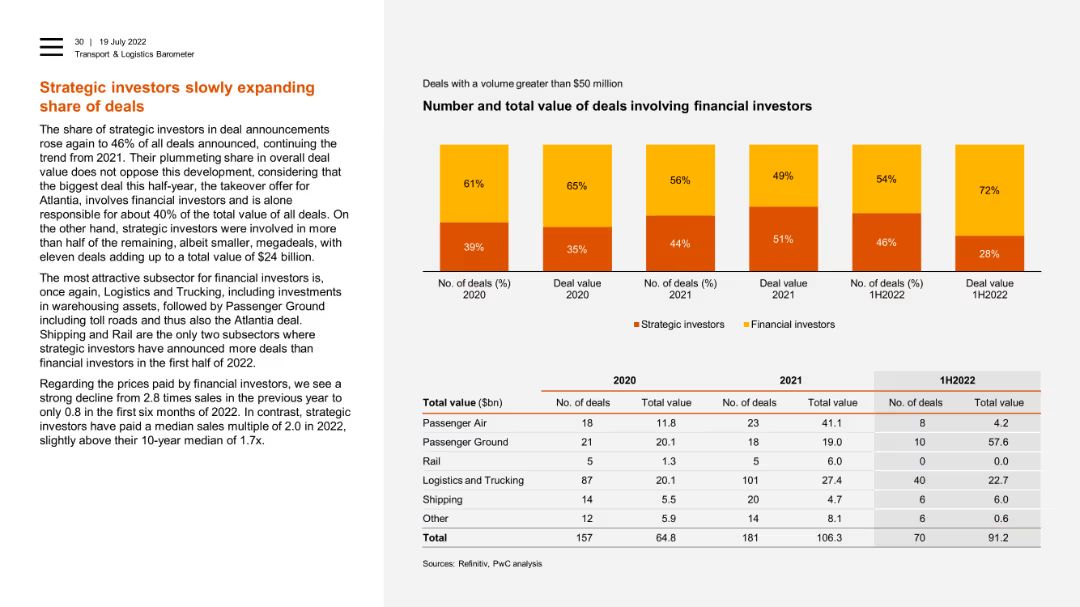 30 | 19 July 2022
Transport & Logistics Barometer
Strategic investors slowly expanding
share of deals
The share of strategic investors in deal announcements
rose again to 46% of all deals announced, continuing the
trend from 2021. Their plummeting share in overall deal
value does not oppose this development, considering that
the biggest deal this half-year, the takeover offer for
Atlantia, involves financial investors and is alone
responsible for about 40% of the total value of all deals. On
the other hand, strategic investors were involved in more
than half of the remaining, albeit smaller, megadeals, with
eleven deals adding up to a total value of $24 billion.
The most attractive subsector for financial investors is,
once again, Logistics and Trucking, including investments
in warehousing assets, followed by Passenger Ground
including toll roads and thus also the Atlantia deal.
Shipping and Rail are the only two subsectors where
strategic investors have announced more deals than
financial investors in the first half of 2022.
Regarding the prices paid by financial investors, we see a
strong decline from 2.8 times sales in the previous year to
only 0.8 in the first six months of 2022. In contrast, strategic
investors have paid a median sales multiple of 2.0 in 2022,
slightly above their 10-year median of 1.7x.
Deals with a volume greater than $50 million
Number and total value of deals involving financial investors
61% 65% 56% 49% 54% 72%
39% 35% 44% 51% 46% 28%
No. of deals (%) Deal value No. of deals (%) Deal value No. of deals (%) Deal value
2020 2020 2021 2021 1H2022 1H2022
Strategic investors Financial investors
2020 2021 1H2022
Total value ($bn) No. of deals Total value No. of deals Total value No. of deals Total value
Passenger Air 18 11.8 23 41.1 8 4.2
Passenger Ground 21 20.1 18 19.0 10 57.6
Rail 5 1.3 5 6.0 0 0.0
Logistics and Trucking 87 20.1 101 27.4 40 22.7
Shipping 14 5.5 20 4.7 6 6.0
Other 12 5.9 14 8.1 6 0.6
Total 157 64.8 181 106.3 70 91.2
Sources: Refinitiv, PwC analysis